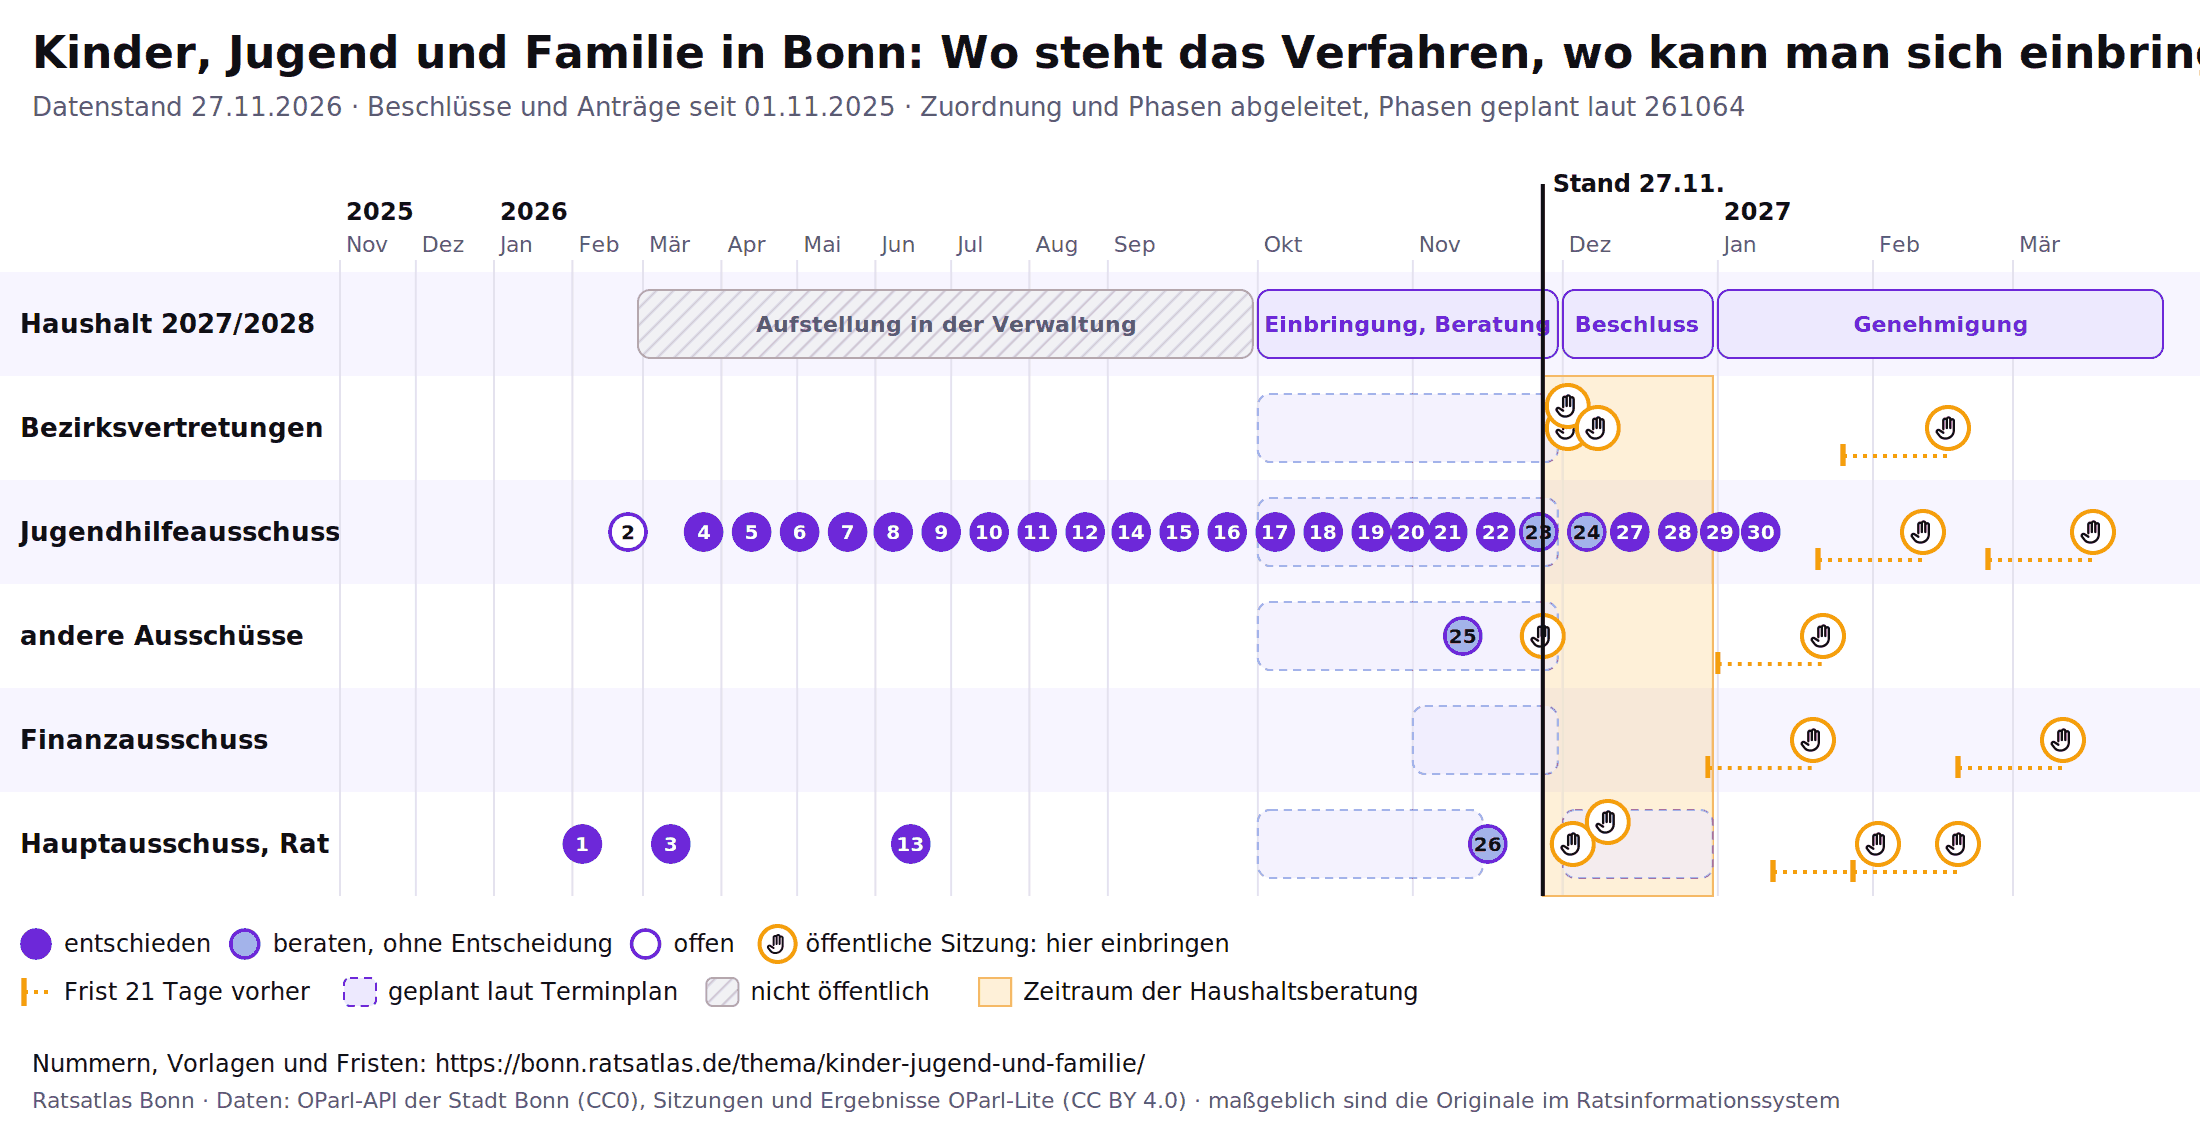 Kinder, Jugend und Familie in Bonn: Wo steht das Verfahren, wo kann man sich einbring
Datenstand 27.11.2026 · Beschlüsse und Anträge seit 01.11.2025 · Zuordnung und Phasen abgeleitet, Phasen geplant laut 261064
Stand 27.11.
2025 2026 2027
Nov Dez Jan Feb Mär Apr Mai Jun Jul Aug Sep Okt Nov Dez Jan Feb Mär
Haushalt 2027/2028 Aufstellung in der Verwaltung Einbringung, Beratung Beschluss Genehmigung
Bezirksvertretungen
Jugendhilfeausschuss 2 4 5 6 7 8 9 10 11 12 14 15 16 17 18 19 20 21 22 23 24 27 28 29 30
andere Ausschüsse 25
Finanzausschuss
Hauptausschuss, Rat 1 3 13 26
entschieden beraten, ohne Entscheidung offen öffentliche Sitzung: hier einbringen
Frist 21 Tage vorher geplant laut Terminplan nicht öffentlich Zeitraum der Haushaltsberatung
Nummern, Vorlagen und Fristen: https://bonn.ratsatlas.de/thema/kinder-jugend-und-familie/
Ratsatlas Bonn · Daten: OParl-API der Stadt Bonn (CC0), Sitzungen und Ergebnisse OParl-Lite (CC BY 4.0) · maßgeblich sind die Originale im Ratsinformationssystem